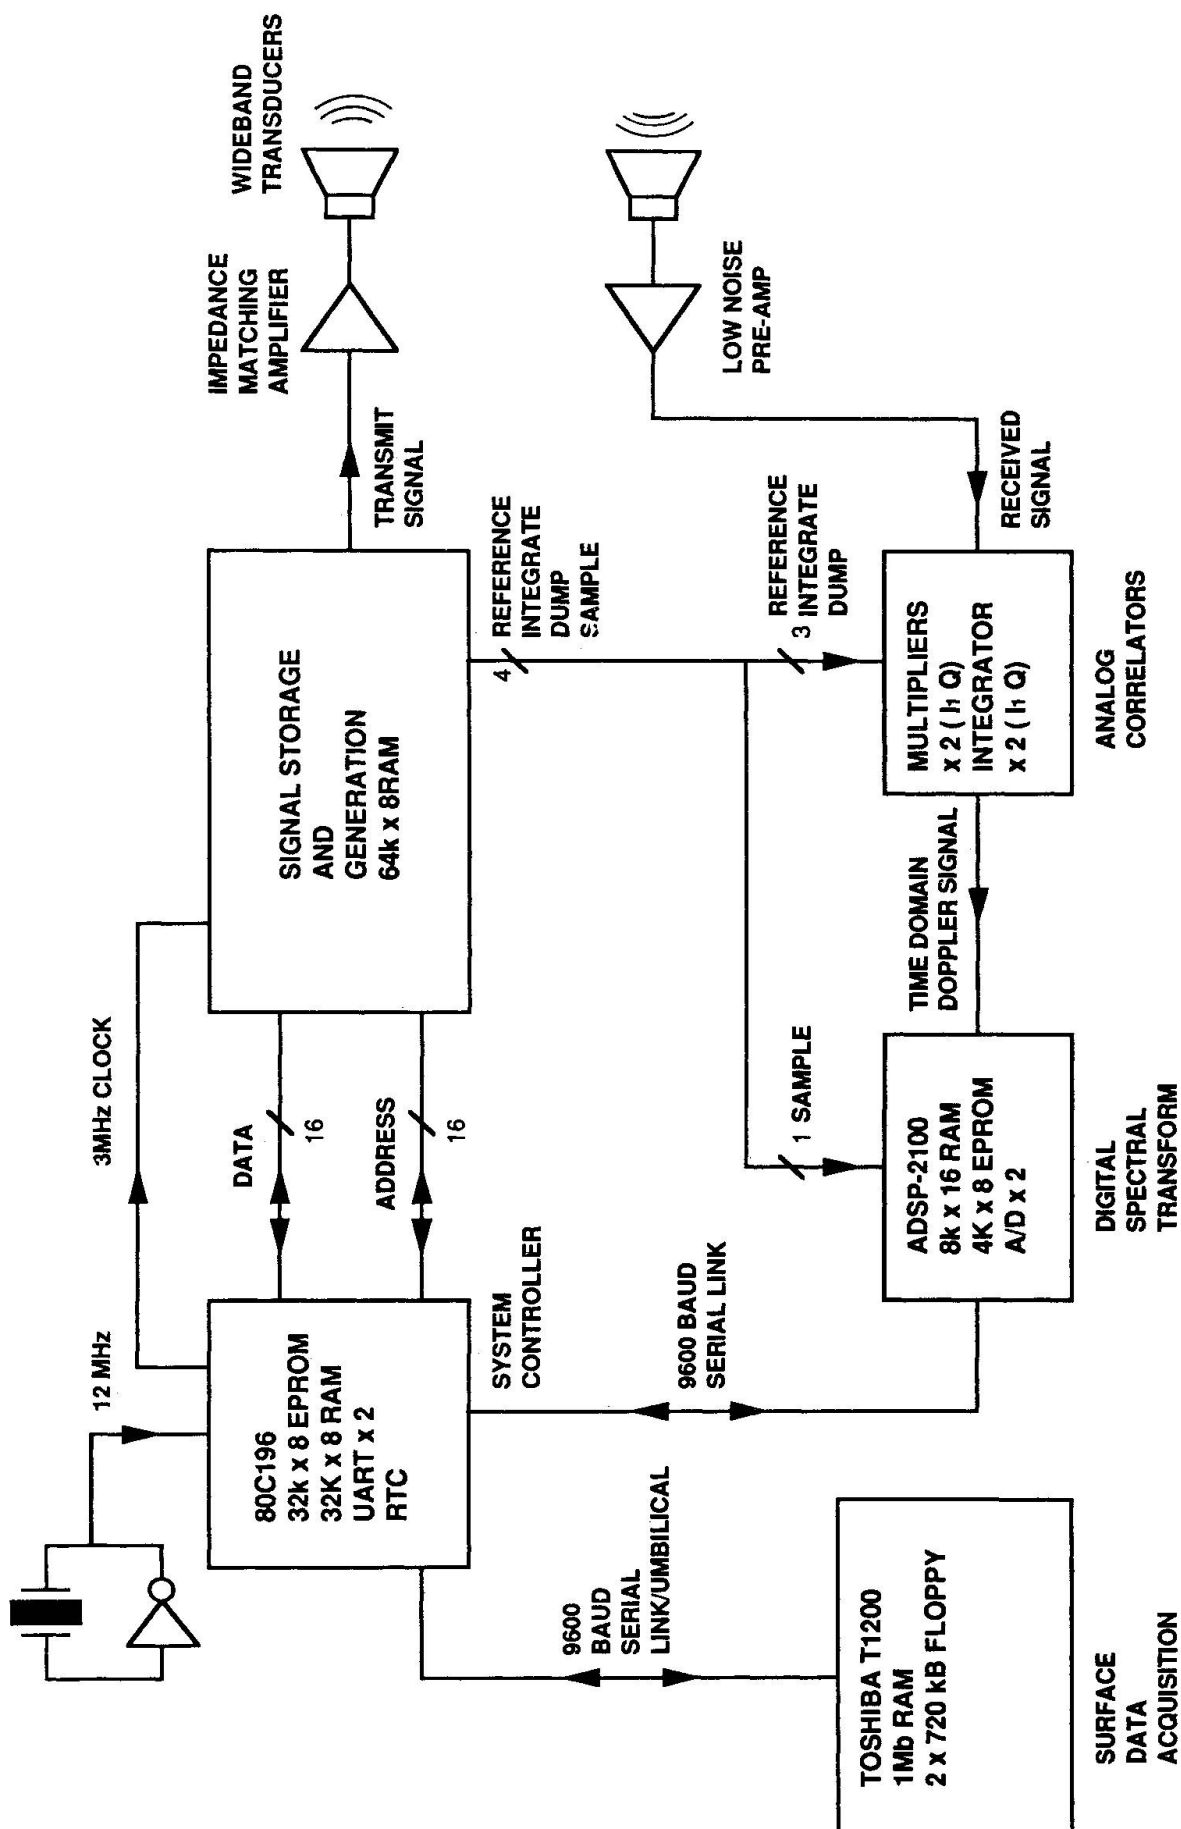 WIDEBAND
TRANSDUCERS
IMPEDANCE
MATCHING
AMPLIFIER
LOW NOISE
PRE-AMP
TRANSMIT
SIGNAL
RECEIVED
SIGNAL
3MHz CLOCK
12 MHz
SIGNAL STORAGE
AND
GENERATION
64k x 8RAM
DATA
16
ADDRESS
16
80C196
32k x 8 EPROM
32K x 8 RAM
UART x 2
RTC
SYSTEM
CONTROLLER
4
REFERENCE
INTEGRATE
DUMP
SAMPLE
REFERENCE
INTEGRATE
DUMP
3
MULTIPLIERS
x 2 ( I, Q)
INTEGRATOR
x 2 ( I, Q)
ANALOG
CORRELATORS
TIME DOMAIN
DOPPLER SIGNAL
1 SAMPLE
ADSP-2100
8k x 16 RAM
4K x 8 EPROM
A/D x 2
DIGITAL
SPECTRAL
TRANSFORM
9600 BAUD
SERIAL LINK
9600
BAUD
SERIAL
LINK/UMBILICAL
TOSHIBA T1200
1Mb RAM
2 x 720 kB FLOPPY
SURFACE
DATA
ACQUISITION